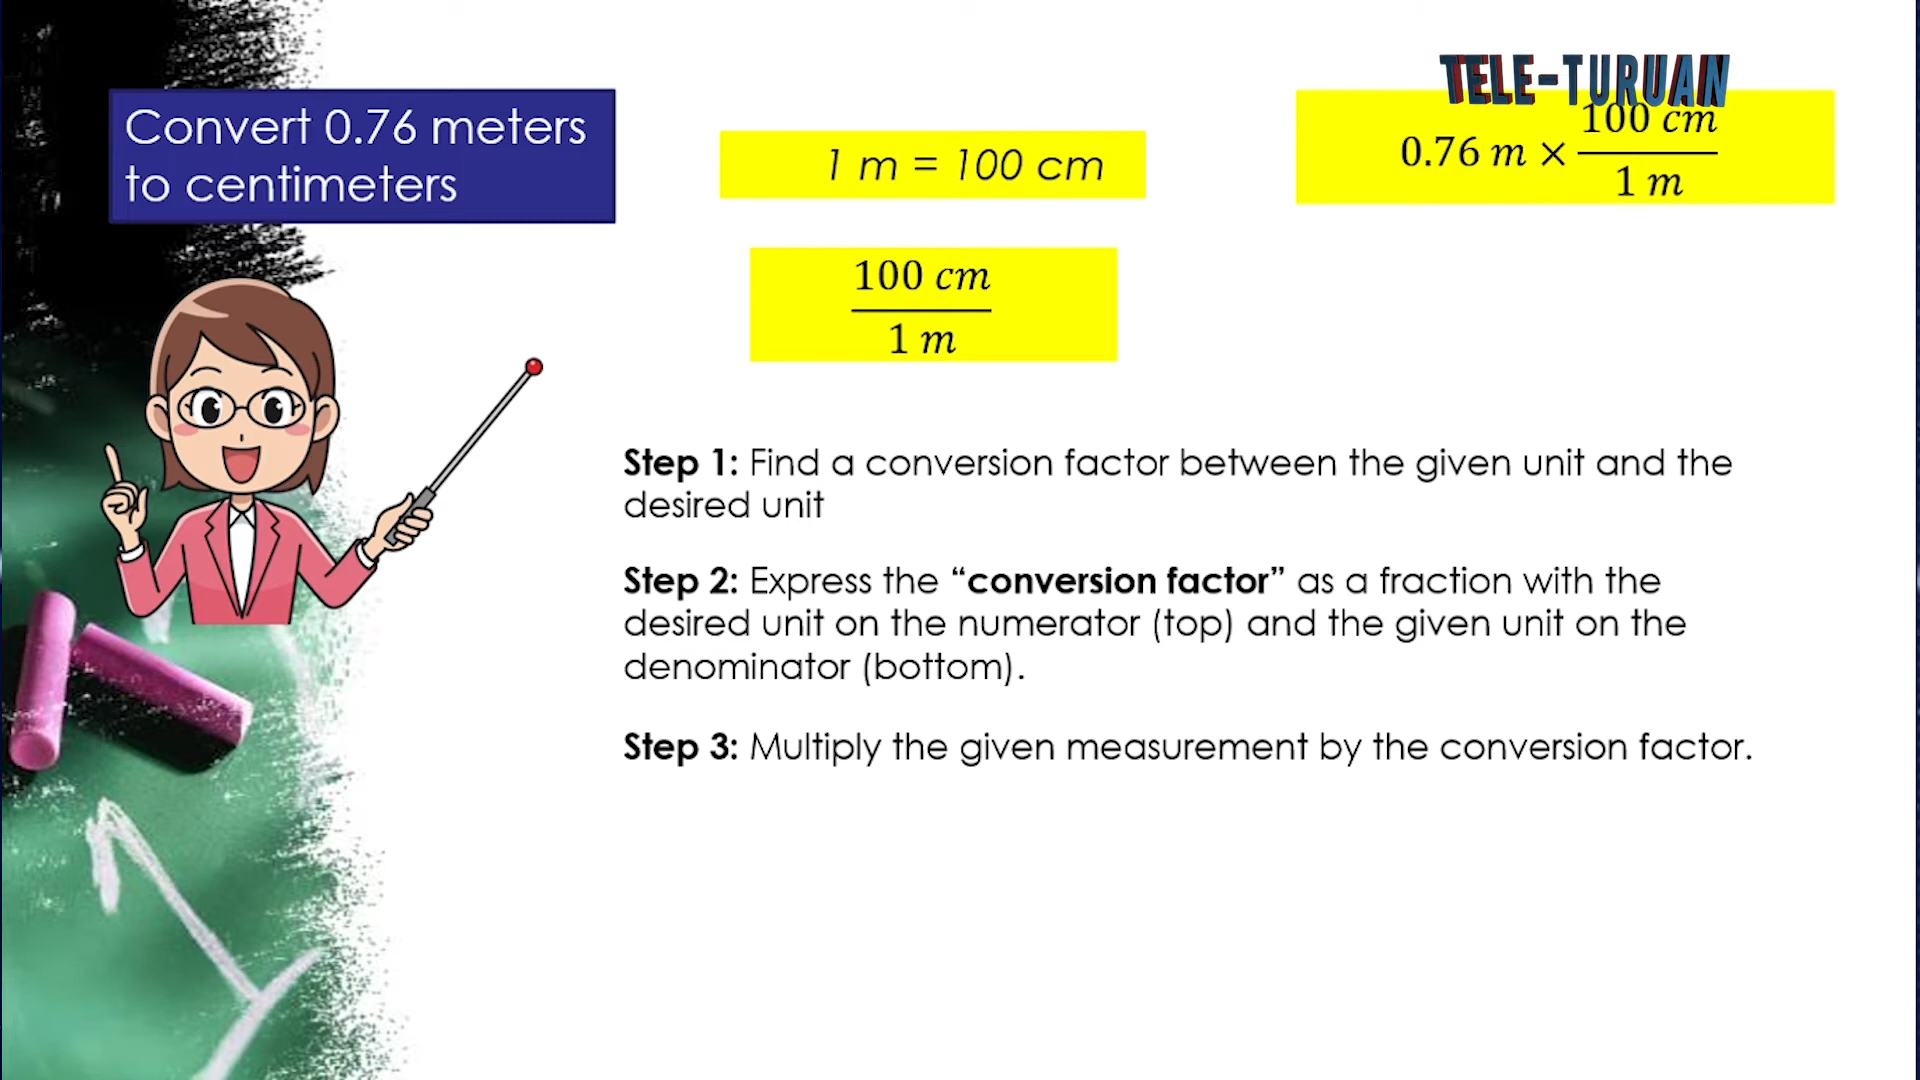 TELE-TURUAN
Convert 0.76 meters
to centimeters
1 m = 100 cm
0.76 m × 100 cm
1 m
100 cm
1 m
Step 1: Find a conversion factor between the given unit and the
desired unit
Step 2: Express the “conversion factor” as a fraction with the
desired unit on the numerator (top) and the given unit on the
denominator (bottom).
Step 3: Multiply the given measurement by the conversion factor.